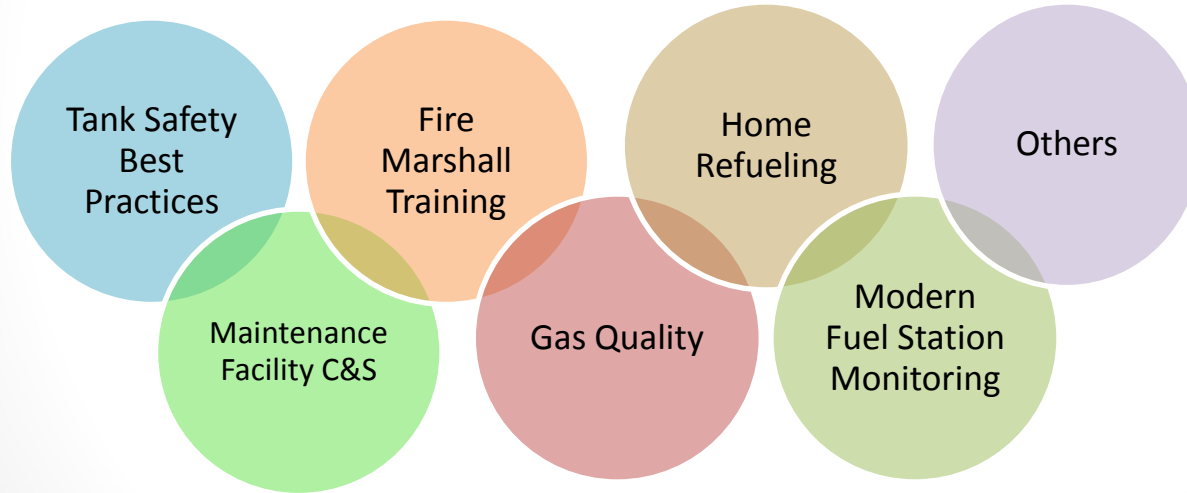 Tank Safety
Best
Practices
Fire
Marshall
Training
Home
Refueling
Others
Maintenance
Facility C&S
Gas Quality
Modern
Fuel Station
Monitoring